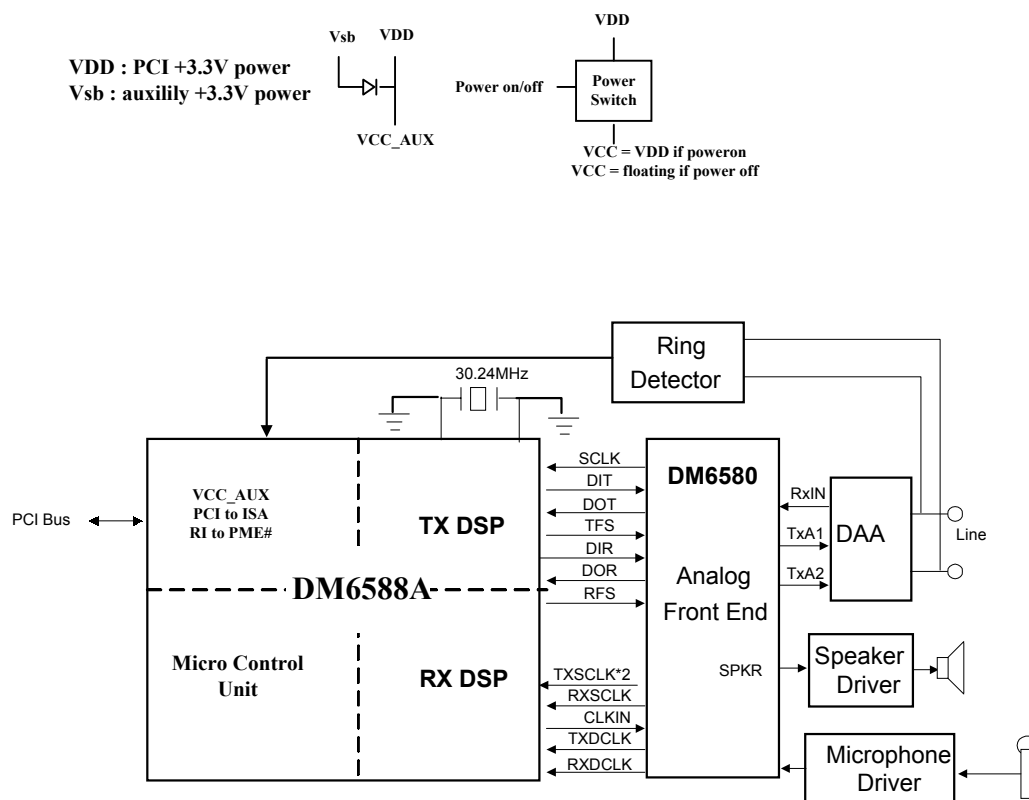 Vsb VDD
VDD : PCI +3.3V power
Vsb : auxilily +3.3V power
VCC_AUX
VDD
Power on/off
Power
Switch
VCC = VDD if poweron
VCC = floating if power off
Ring
Detector
30.24MHz
PCI Bus
VCC_AUX
PCI to ISA
RI to PME#
TX DSP
DM6588A
Micro Control
Unit
RX DSP
SCLK
DIT
DOT
TFS
DIR
DOR
RFS
TXSCLK*2
RXSCLK
CLKIN
TXDCLK
RXDCLK
DM6580
Analog
Front End
SPKR
RxIN
TxA1
TxA2
DAA
Line
Speaker
Driver
Microphone
Driver